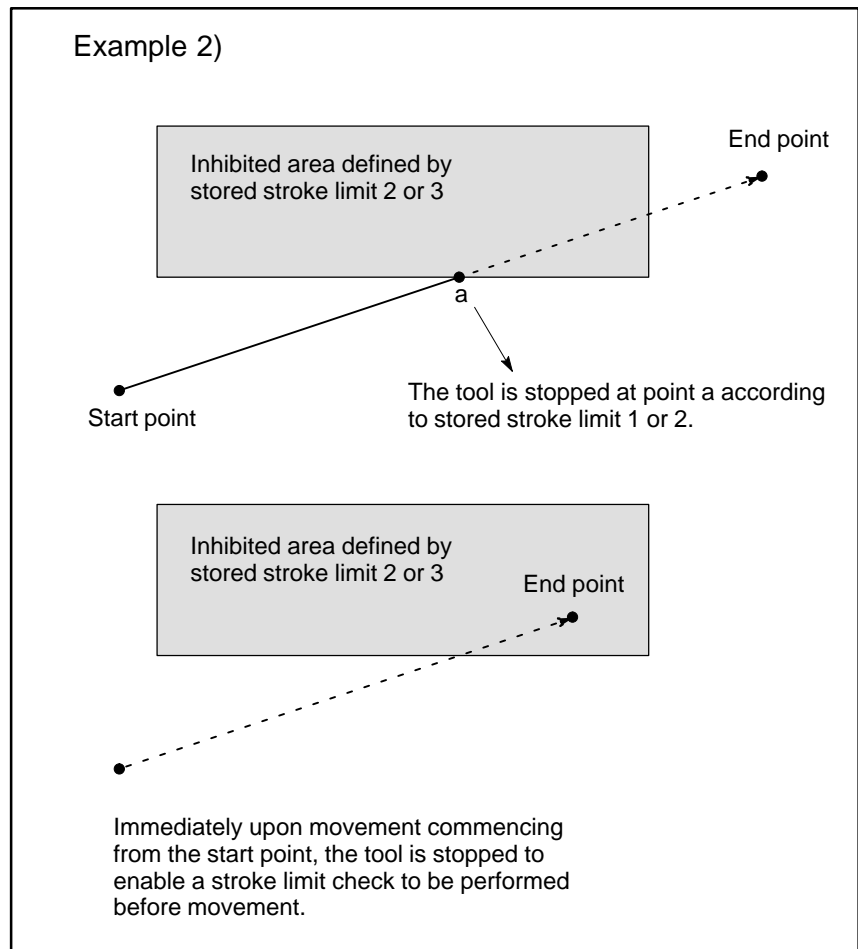 Example 2)
Inhibited area defined by
stored stroke limit 2 or 3
End point
a
Start point
The tool is stopped at point a according
to stored stroke limit 1 or 2.
Inhibited area defined by
stored stroke limit 2 or 3
End point
Immediately upon movement commencing
from the start point, the tool is stopped to
enable a stroke limit check to be performed
before movement.